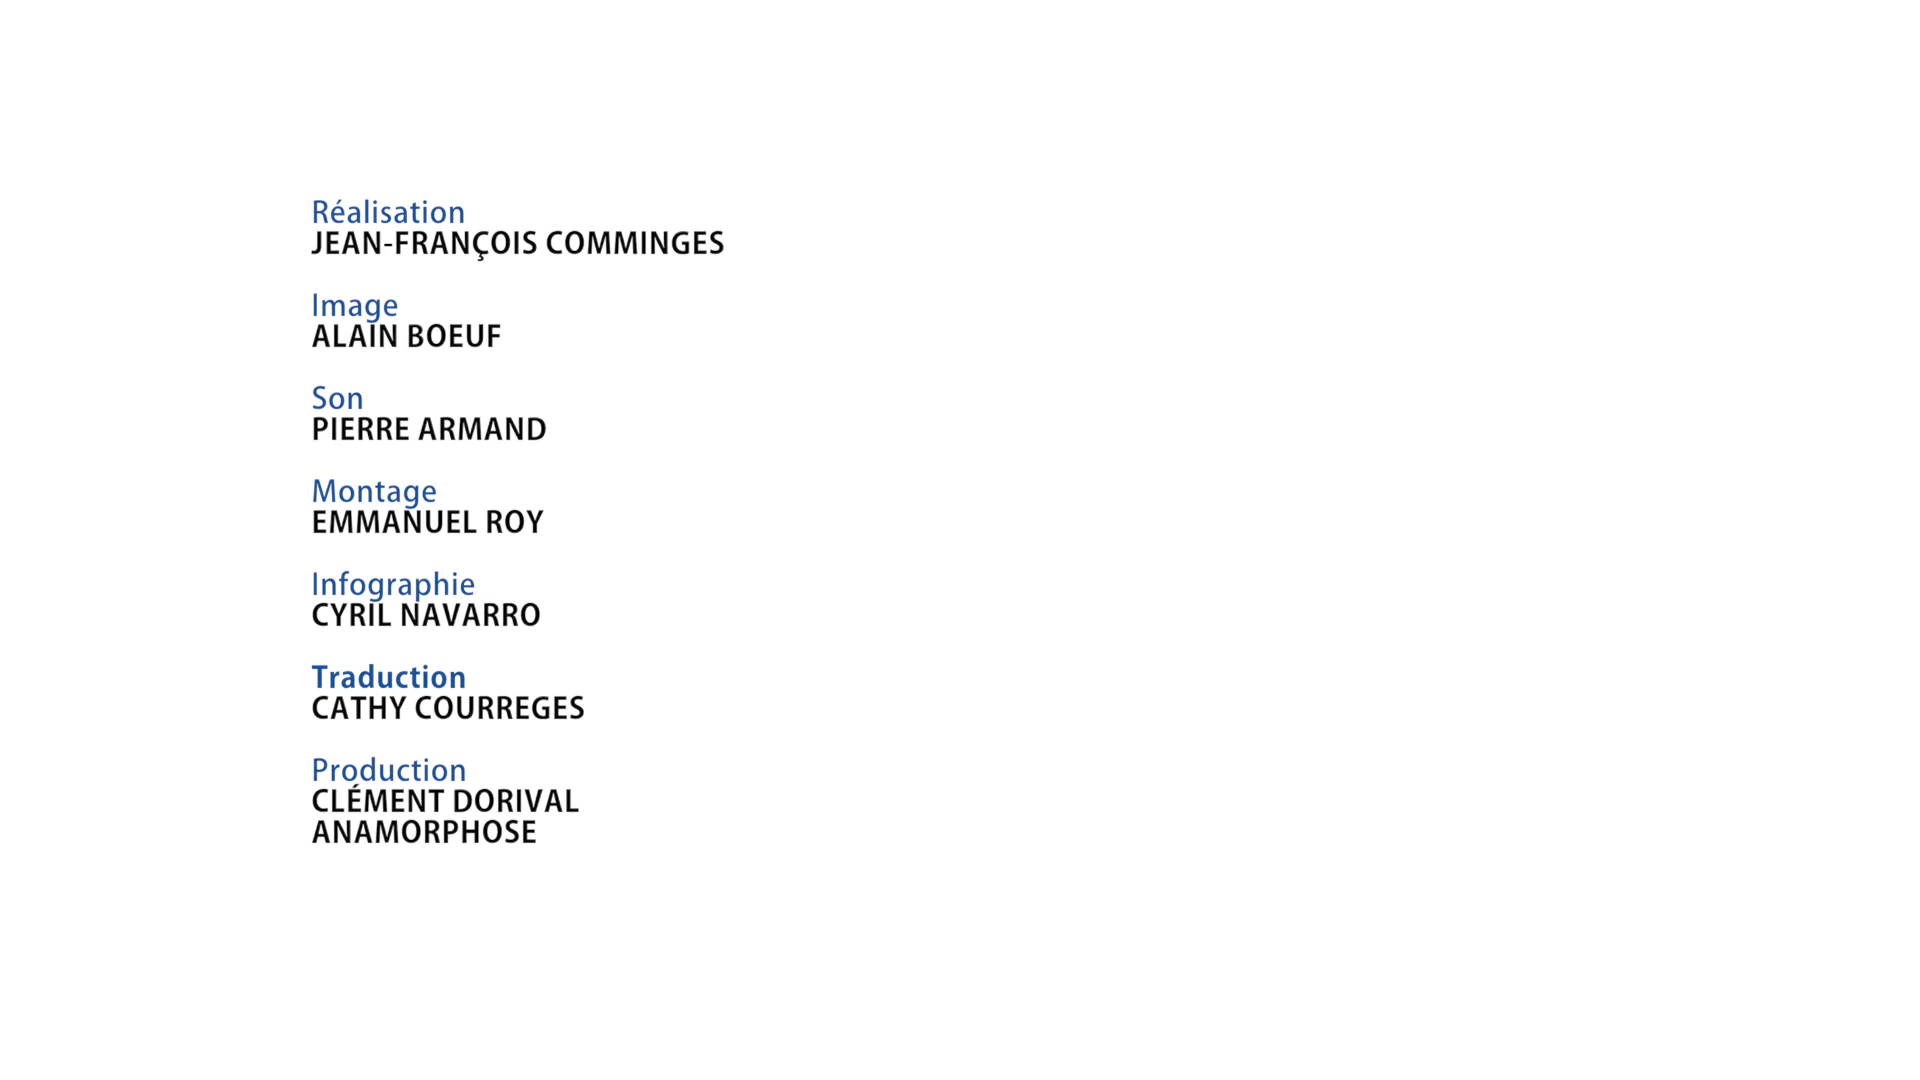 Réalisation
JEAN-FRANÇOIS COMMINGES
Image
ALAIN BOEUF
Son
PIERRE ARMAND
Montage
EMMANUEL ROY
Infographie
CYRIL NAVARRO
Traduction
CATHY COURREGES
Production
CLÉMENT DORIVAL
ANAMORPHOSE